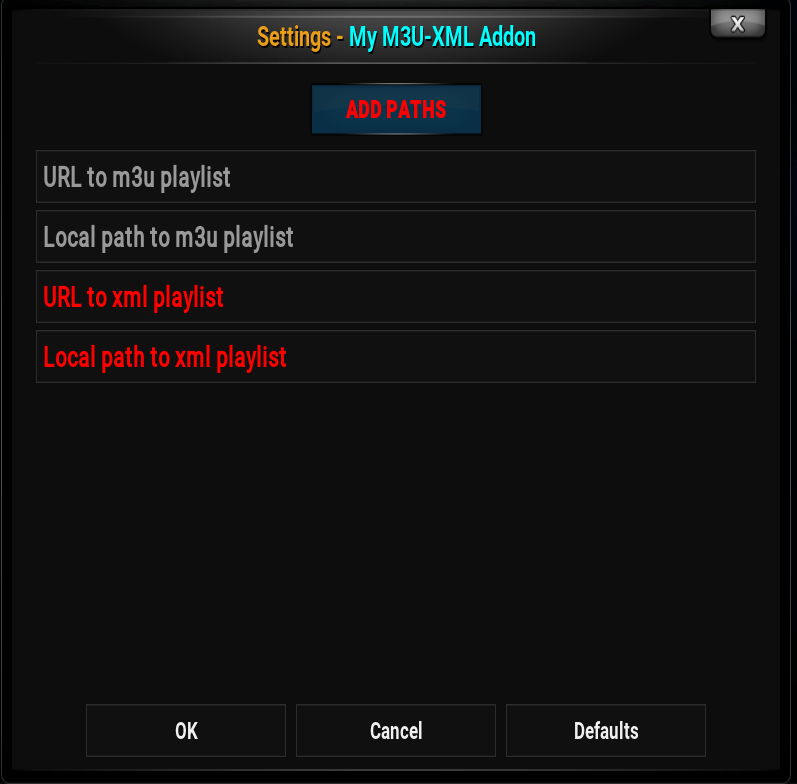 Settings - My M3U-XML Addon
X
ADD PATHS
URL to m3u playlist
Local path to m3u playlist
URL to xml playlist
Local path to xml playlist
OK
Cancel
Defaults